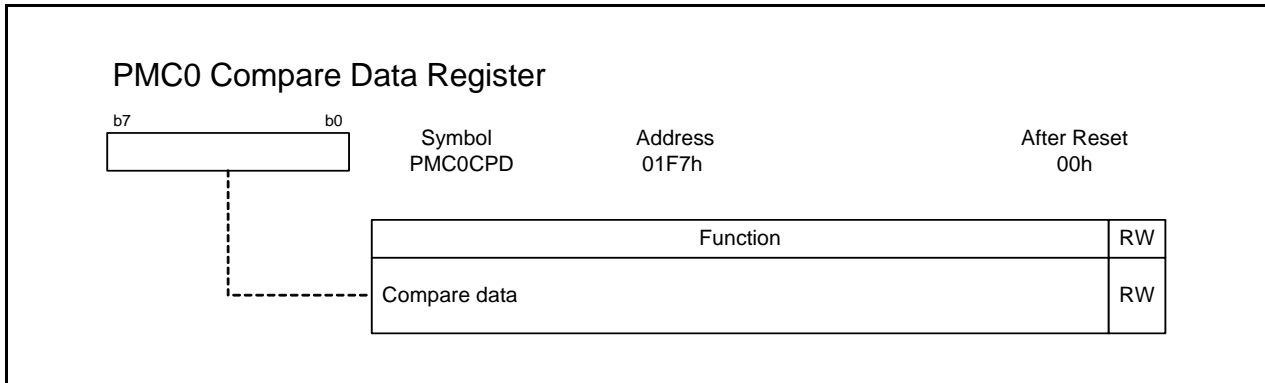 PMC0 Compare Data Register
b7 b0
Symbol Address After Reset
PMC0CPD 01F7h 00h
Function RW
Compare data RW